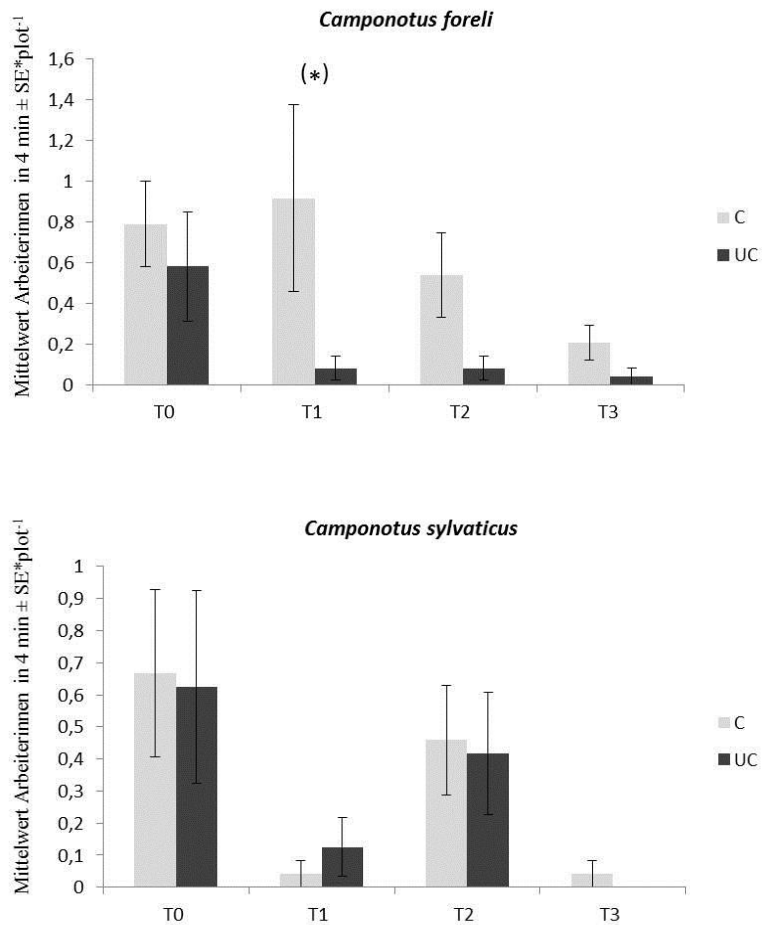 Camponotus foreli
Mittelwert Arbeiterinnen in 4 min ± SE*plot-1
1,6
(*)
1,4
1,2
1
0,8
0,6
0,4
0,2
0
C
UC
T0 T1 T2 T3
Camponotus sylvaticus
Mittelwert Arbeiterinnen in 4 min ± SE*plot-1
1
0,9
0,8
0,7
0,6
0,5
0,4
0,3
0,2
0,1
0
C
UC
T0 T1 T2 T3